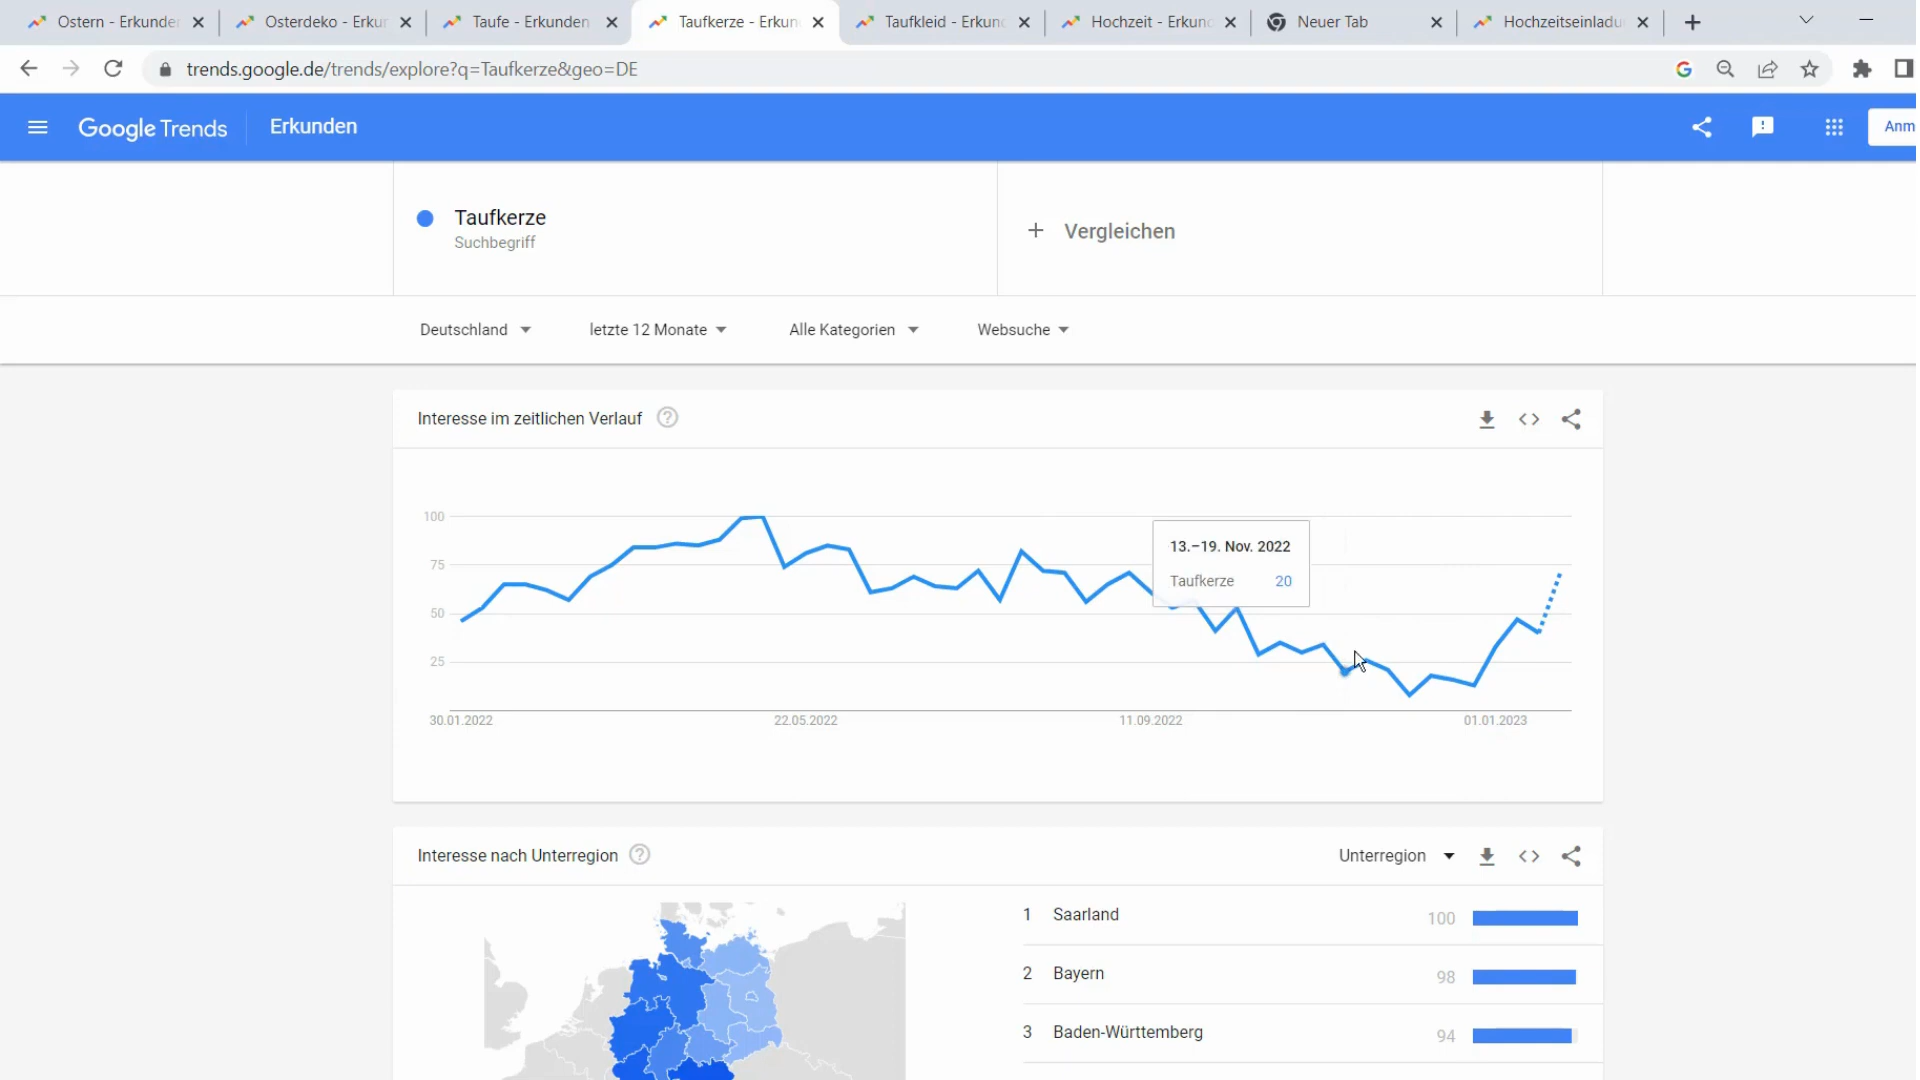 Ostern - Erkunden
Osterdeko - Erkun
Taufe - Erkunden
Taufkerze - Erkun
Taufkleid - Erkund
Hochzeit - Erkund
Neuer Tab
Hochzeitseinladu
trends.google.de/trends/explore?q=Taufkerze&geo=DE
Google Trends
Erkunden
Anm
Taufkerze
Suchbegriff
+ Vergleichen
Deutschland
letzte 12 Monate
Alle Kategorien
Websuche
Interesse im zeitlichen Verlauf
100
75
50
25
13.–19. Nov. 2022
Taufkerze 20
30.01.2022
22.05.2022
11.09.2022
01.01.2023
Interesse nach Unterregion
Unterregion
1 Saarland 100
2 Bayern 98
3 Baden-Württemberg 94